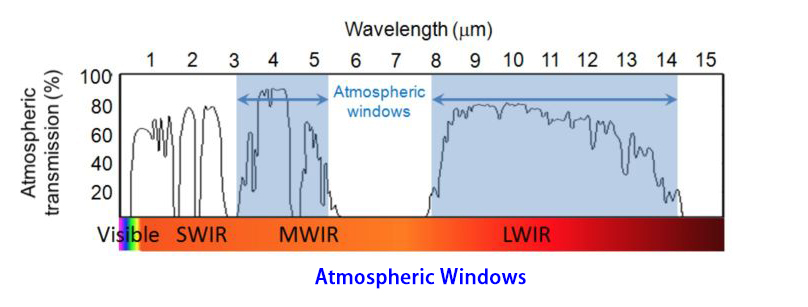 Wavelength (μm)
1 2 3 4 5 6 7 8 9 10 11 12 13 14 15
Atmospheric
transmission (%)
100
80
60
40
20
Atmospheric
windows
Visible SWIR MWIR LWIR
Atmospheric Windows